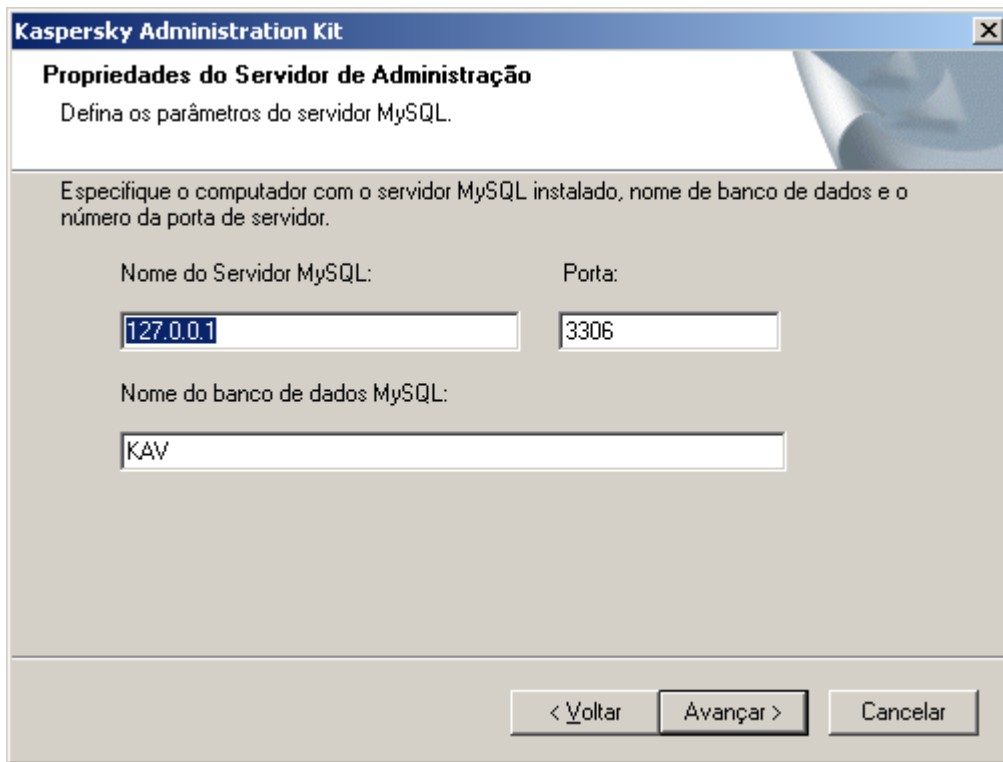 Kaspersky Administration Kit
Propriedades do Servidor de Administração
Defina os parâmetros do servidor MySQL.
Especifique o computador com o servidor MySQL instalado, nome de banco de dados e o
número da porta de servidor.
Nome do Servidor MySQL: Porta:
127.0.0.1 3306
Nome do banco de dados MySQL:
KAV
< Voltar Avançar > Cancelar